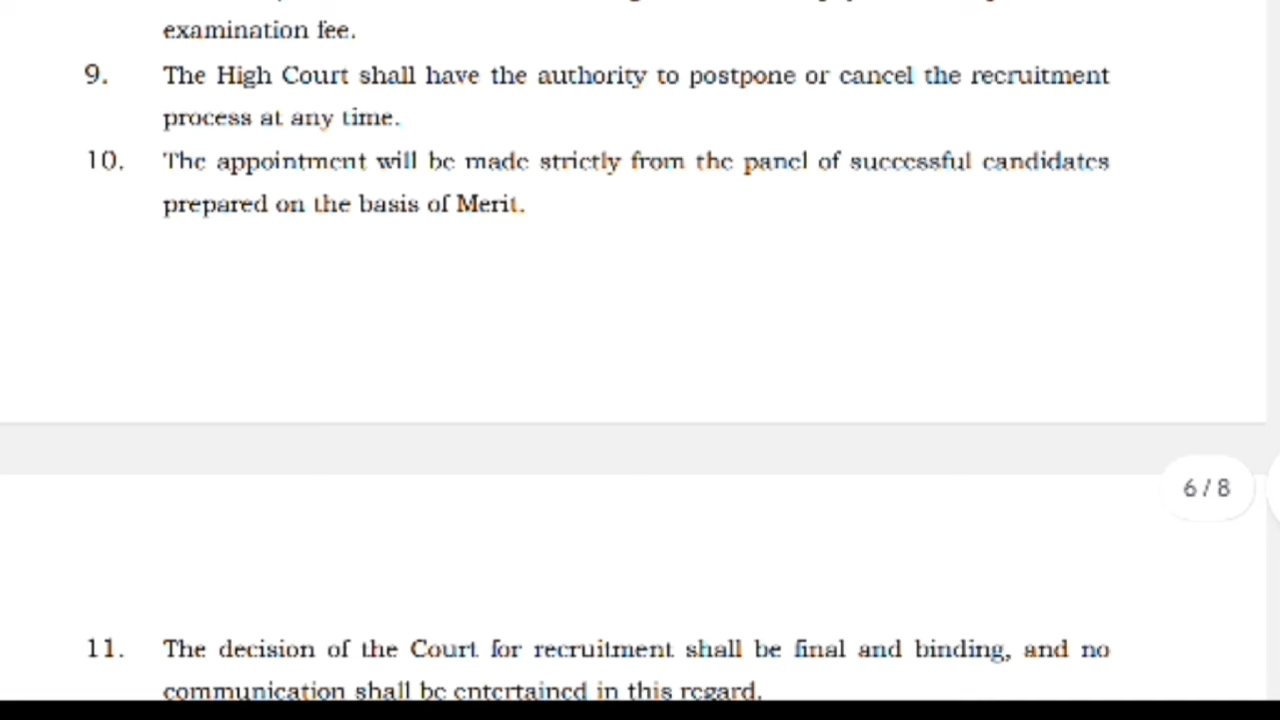 examination fee.
9. The High Court shall have the authority to postpone or cancel the recruitment
process at any time.
10. The appointment will be made strictly from the panel of successful candidates
prepared on the basis of Merit.
6 / 8
11. The decision of the Court for recruitment shall be final and binding, and no
communication shall be entertained in this regard.